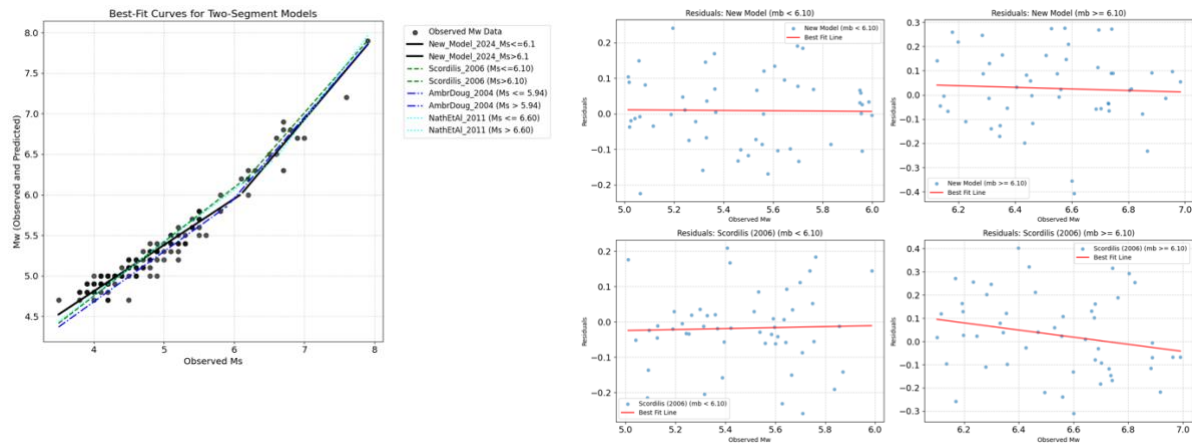 Best-Fit Curves for Two-Segment Models
8.0
7.5
7.0
6.5
6.0
5.5
5.0
4.5
Mw (Observed and Predicted)
4
5
6
7
8
Observed Ms
Observed Mw Data
New_Model_2024_Ms<=6.1
New_Model_2024_Ms>6.1
Scordilis_2006 (Ms<=6.10)
Scordilis_2006 (Ms>6.10)
AmbrDoug_2004 (Ms <= 5.94)
AmbrDoug_2004 (Ms > 5.94)
NathEtAl_2011 (Ms <= 6.60)
NathEtAl_2011 (Ms > 6.60)
Residuals: New Model (mb < 6.10)
New Model (mb < 6.10)
Best Fit Line
0.2
0.1
0.0
−0.1
−0.2
Residuals
5.0
5.2
5.4
5.6
5.8
6.0
Observed Mw
Residuals: New Model (mb >= 6.10)
0.3
0.2
0.1
0.0
−0.1
−0.2
−0.3
−0.4
Residuals
New Model (mb >= 6.10)
Best Fit Line
6.2
6.4
6.6
6.8
7.0
Observed Mw
Residuals: Scordilis (2006) (mb < 6.10)
0.2
0.1
0.0
−0.1
−0.2
Residuals
Scordilis (2006) (mb < 6.10)
Best Fit Line
5.0
5.2
5.4
5.6
5.8
6.0
Observed Mw
Residuals: Scordilis (2006) (mb >= 6.10)
Scordilis (2006) (mb >= 6.10)
Best Fit Line
0.4
0.3
0.2
0.1
0.0
−0.1
−0.2
−0.3
Residuals
6.2
6.4
6.6
6.8
7.0
Observed Mw